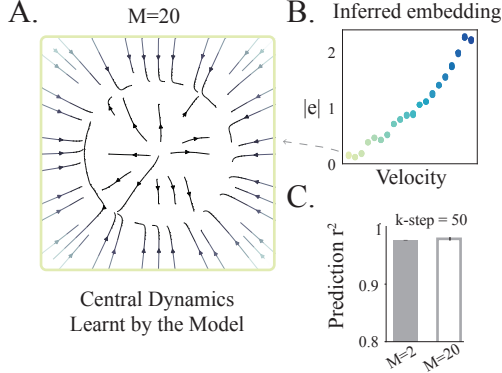 A.
M=20
Central Dynamics
Learnt by the Model
B.
Inferred embedding
2
|e|
1
0
Velocity
C.
k-step = 50
Prediction r²
1
0.9
0.8
M=2
M=20